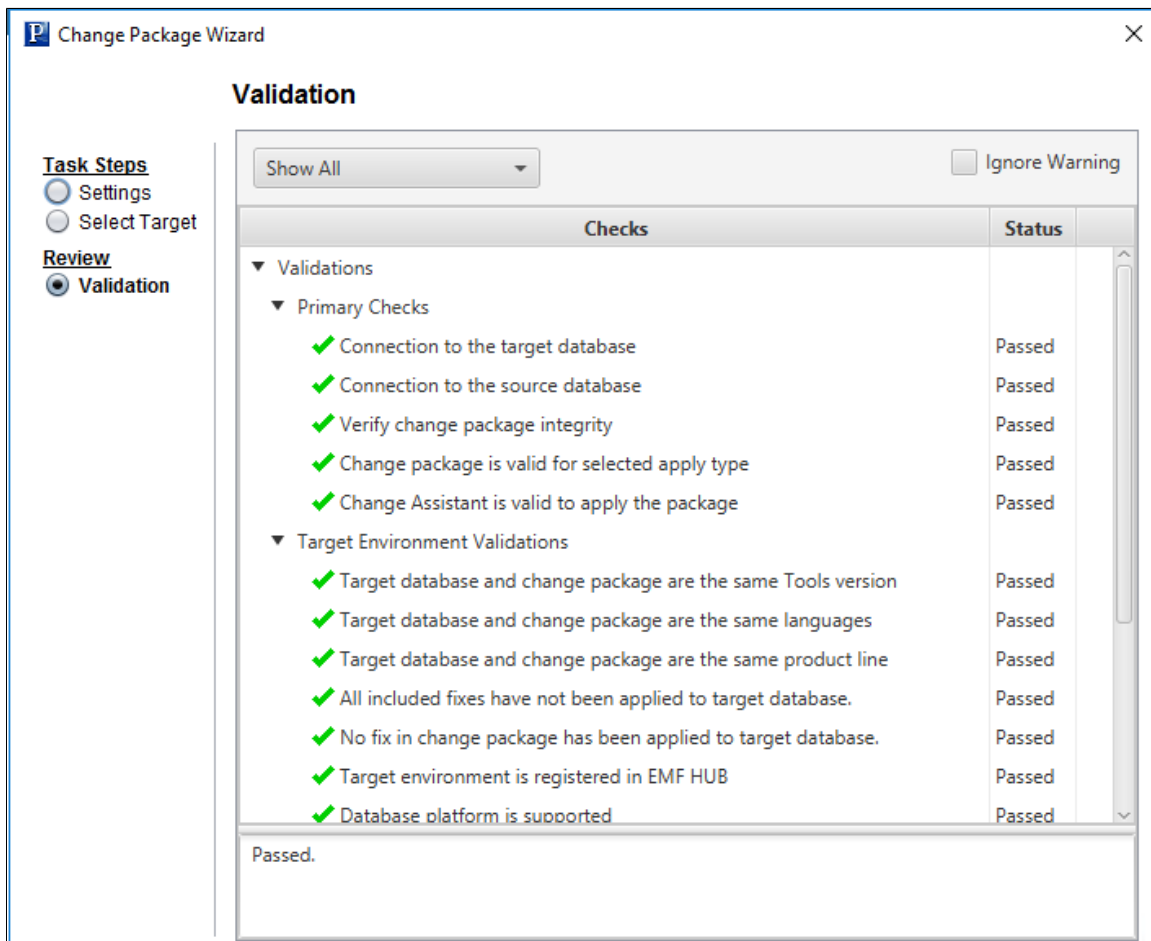 Change Package Wizard
Validation
Task Steps
Settings
Select Target
Review
Validation
Show All
Ignore Warning
Checks Status
Validations
Primary Checks
Connection to the target database Passed
Connection to the source database Passed
Verify change package integrity Passed
Change package is valid for selected apply type Passed
Change Assistant is valid to apply the package Passed
Target Environment Validations
Target database and change package are the same Tools version Passed
Target database and change package are the same languages Passed
Target database and change package are the same product line Passed
All included fixes have not been applied to target database. Passed
No fix in change package has been applied to target database. Passed
Target environment is registered in EMF HUB Passed
Database platform is supported Passed
Passed.